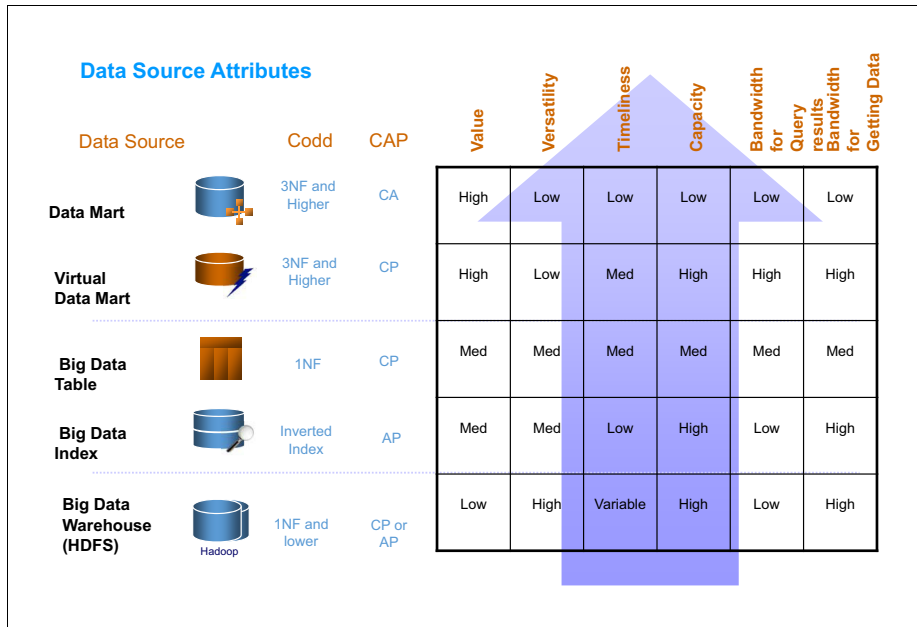 Data Source Attributes
Data Source
Codd
CAP
Value
Versatility
Timeliness
Capacity
Bandwidth
for
Query
results
Bandwidth
for
Getting Data
Data Mart
3NF and
Higher
CA
High
Low
Low
Low
Low
Low
Virtual
Data Mart
3NF and
Higher
CP
High
Low
Med
High
High
High
Big Data
Table
1NF
CP
Med
Med
Med
Med
Med
Med
Big Data
Index
Inverted
Index
AP
Med
Med
Low
High
Low
High
Big Data
Warehouse
(HDFS)
Hadoop
1NF and
lower
CP or
AP
Low
High
Variable
High
Low
High